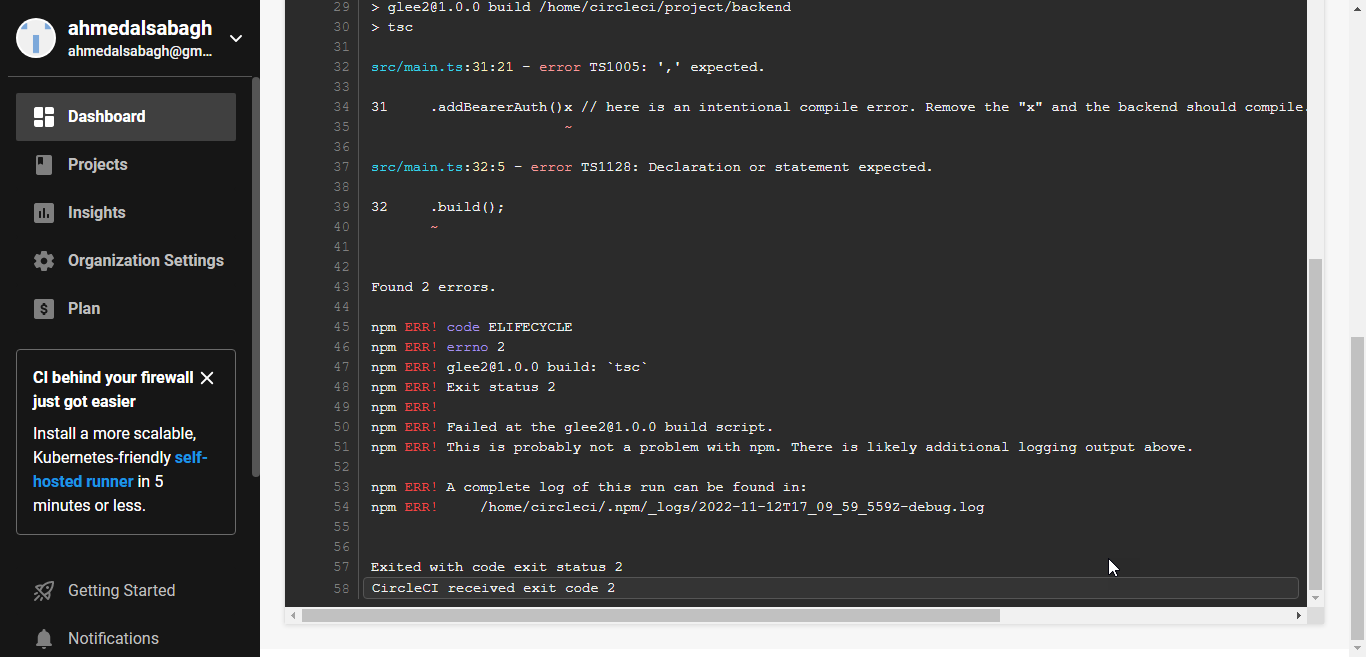 ahmedalsabagh
ahmedalsabagh@gm...
Dashboard
Projects
Insights
Organization Settings
Plan
CI behind your firewall
just got easier
Install a more scalable,
Kubernetes-friendly self-
hosted runner in 5
minutes or less.
Getting Started
Notifications
29 > glee2@1.0.0 build /home/circleci/project/backend
30 > tsc
31
32 src/main.ts:31:21 - error TS1005: ',' expected.
33
34 31     .addBearerAuth()x // here is an intentional compile error. Remove the "x" and the backend should compile.
35                       ~
36
37 src/main.ts:32:5 - error TS1128: Declaration or statement expected.
38
39 32     .build();
40       ~
41
42
43 Found 2 errors.
44
45 npm ERR! code ELIFECYCLE
46 npm ERR! errno 2
47 npm ERR! glee2@1.0.0 build: `tsc`
48 npm ERR! Exit status 2
49 npm ERR!
50 npm ERR! Failed at the glee2@1.0.0 build script.
51 npm ERR! This is probably not a problem with npm. There is likely additional logging output above.
52
53 npm ERR! A complete log of this run can be found in:
54 npm ERR!     /home/circleci/.npm/_logs/2022-11-12T17_09_59_559Z-debug.log
55
56
57 Exited with code exit status 2
58 CircleCI received exit code 2